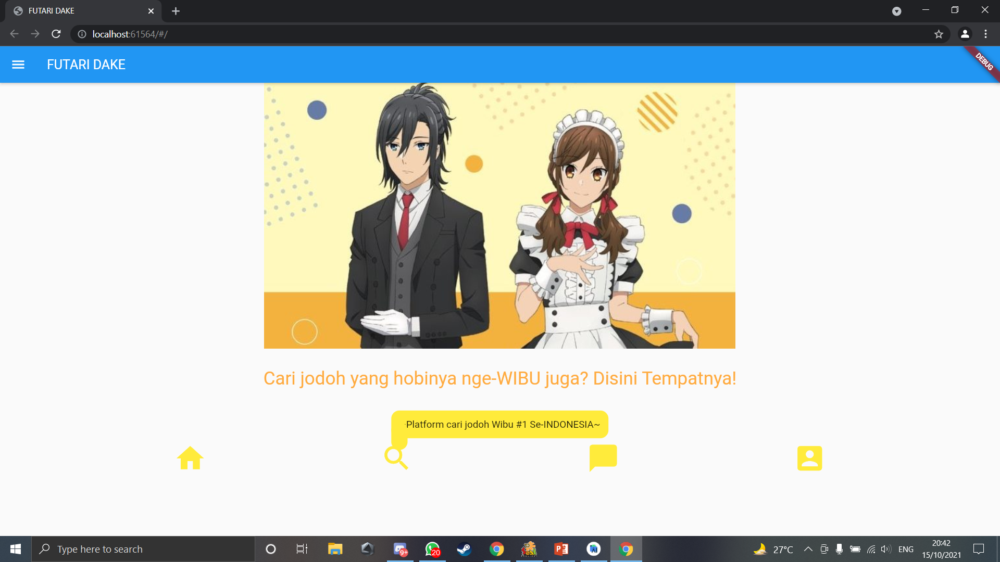 FUTARI DAKE
localhost:61564/#/
FUTARI DAKE
DEBUG
Cari jodoh yang hobinya nge-WIBU juga? Disini Tempatnya!
Platform cari jodoh Wibu #1 Se-INDONESIA~
Type here to search
9+
20
27°C
ENG
20:42
15/10/2021